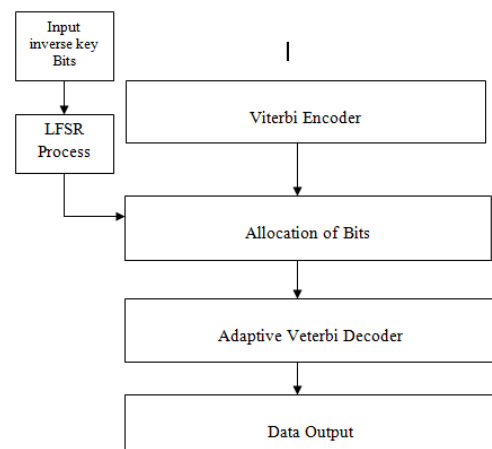 Input
inverse key
Bits
LFSR
Process
Viterbi Encoder
Allocation of Bits
Adaptive Veterbi Decoder
Data Output